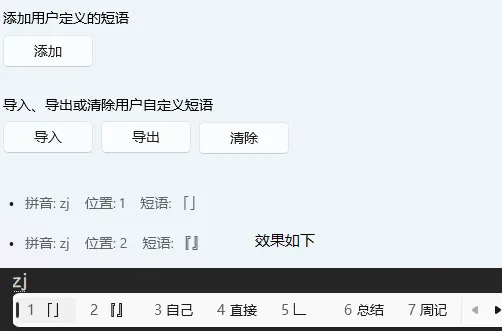 添加用户定义的短语
添加
导入、导出或清除用户自定义短语
导入 导出 清除
• 拼音: zj 位置: 1 短语: 「」
• 拼音: zj 位置: 2 短语: 『』
效果如下
zj
1 「」 2 『』 3 自己 4 直接 5 𠃊 6 总结 7 周记